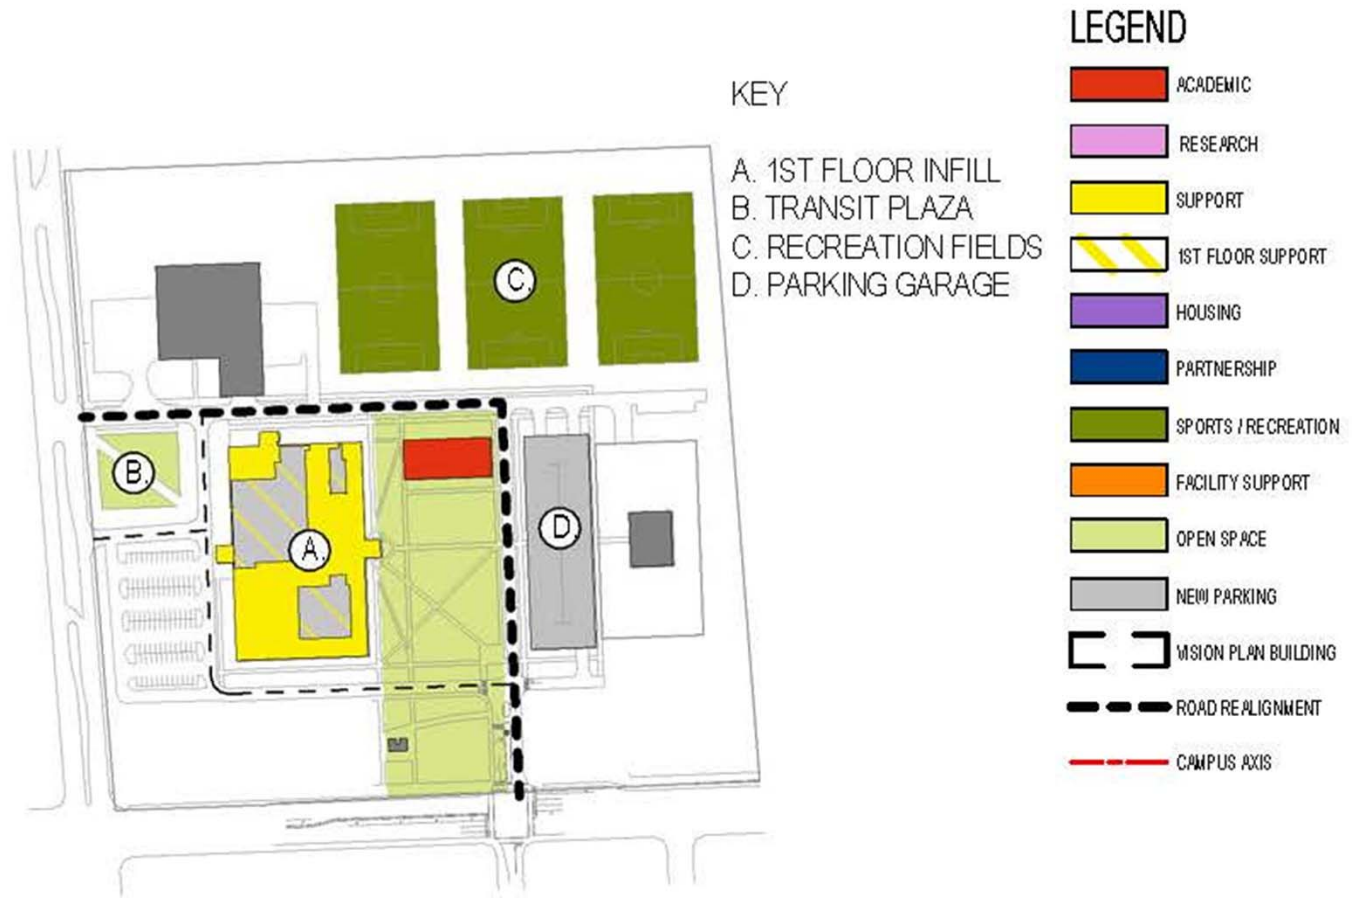 LEGEND
ACADEMIC
RESEARCH
SUPPORT
1ST FLOOR SUPPORT
HOUSING
PARTNERSHIP
SPORTS / RECREATION
FACILITY SUPPORT
OPEN SPACE
NEW PARKING
VISION PLAN BUILDING
ROAD REALIGNMENT
CAMPUS AXIS
KEY
A. 1ST FLOOR INFILL
B. TRANSIT PLAZA
C. RECREATION FIELDS
D. PARKING GARAGE
C.
B.
A.
D.